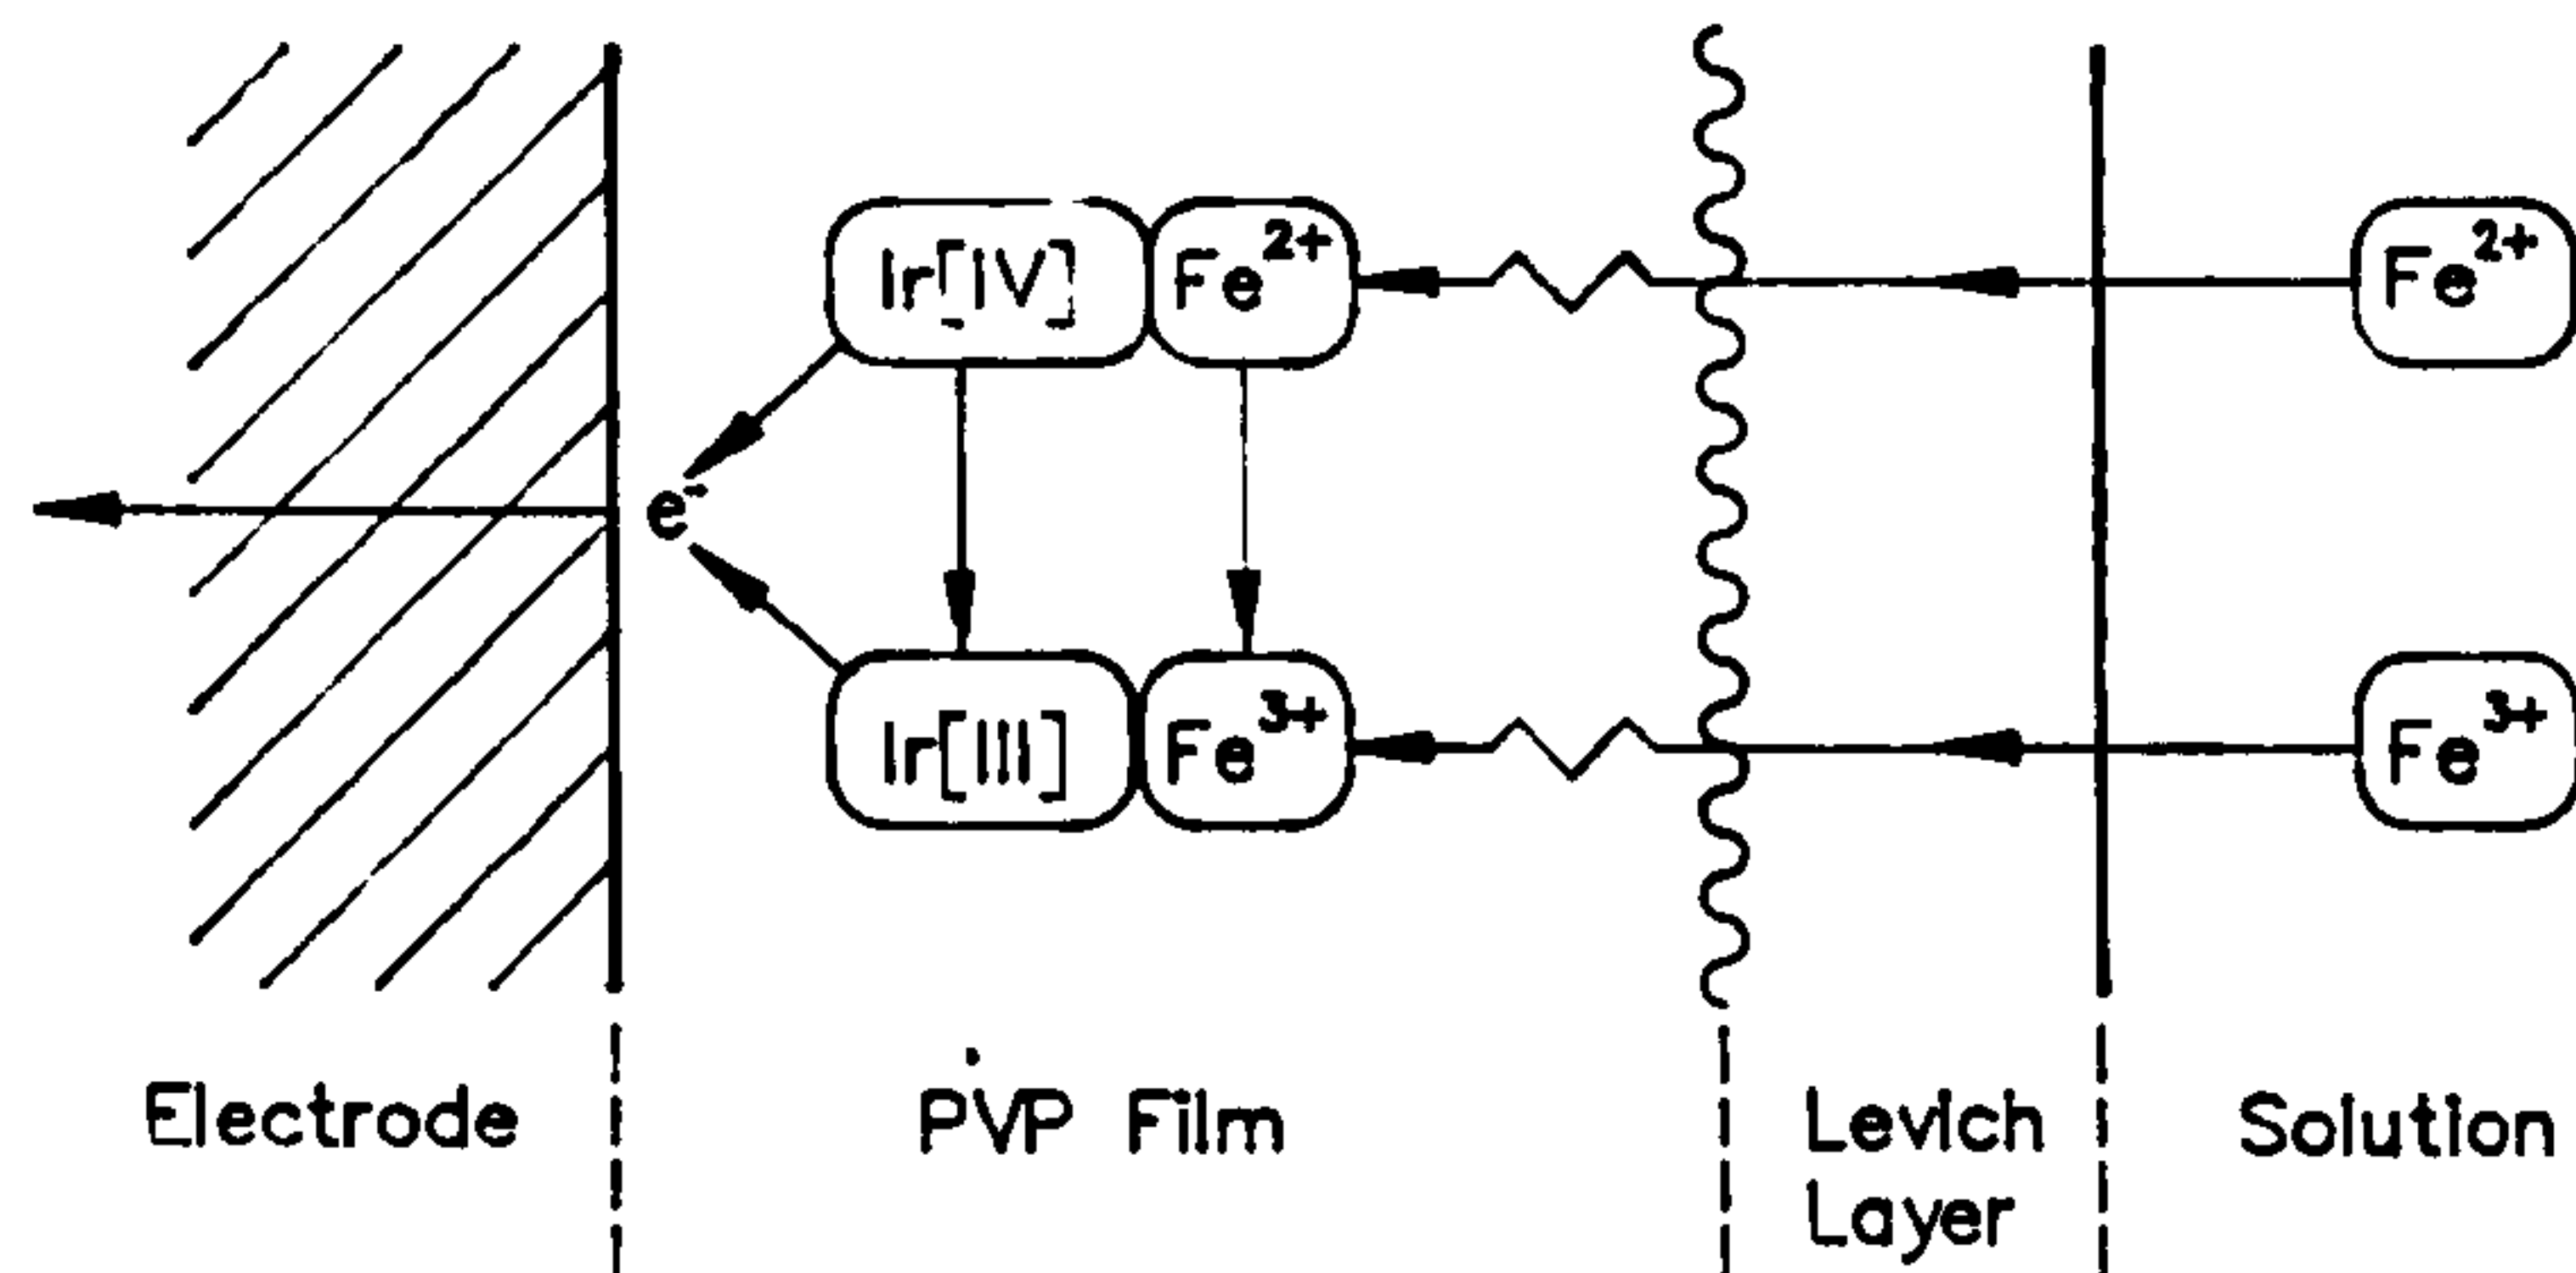 Ir[IV] Fe²⁺ Fe²⁺
e⁻
Ir[III] Fe³⁺ Fe³⁺
Electrode PVP Film Levich Layer Solution